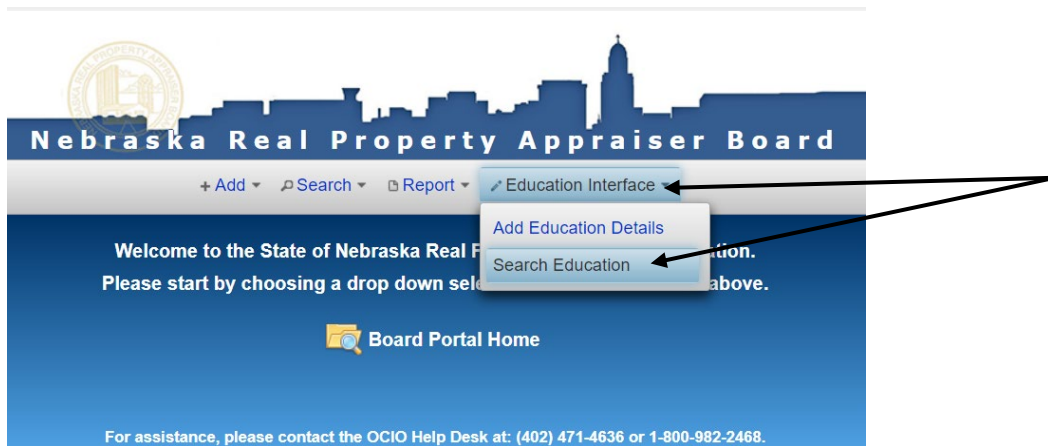 Nebraska Real Property Appraiser Board
+ Add Search Report Education Interface
Add Education Details
Search Education
Welcome to the State of Nebraska Real tion.
Please start by choosing a drop down above.
Board Portal Home
For assistance, please contact the OCIO Help Desk at: (402) 471-4636 or 1-800-982-2468.